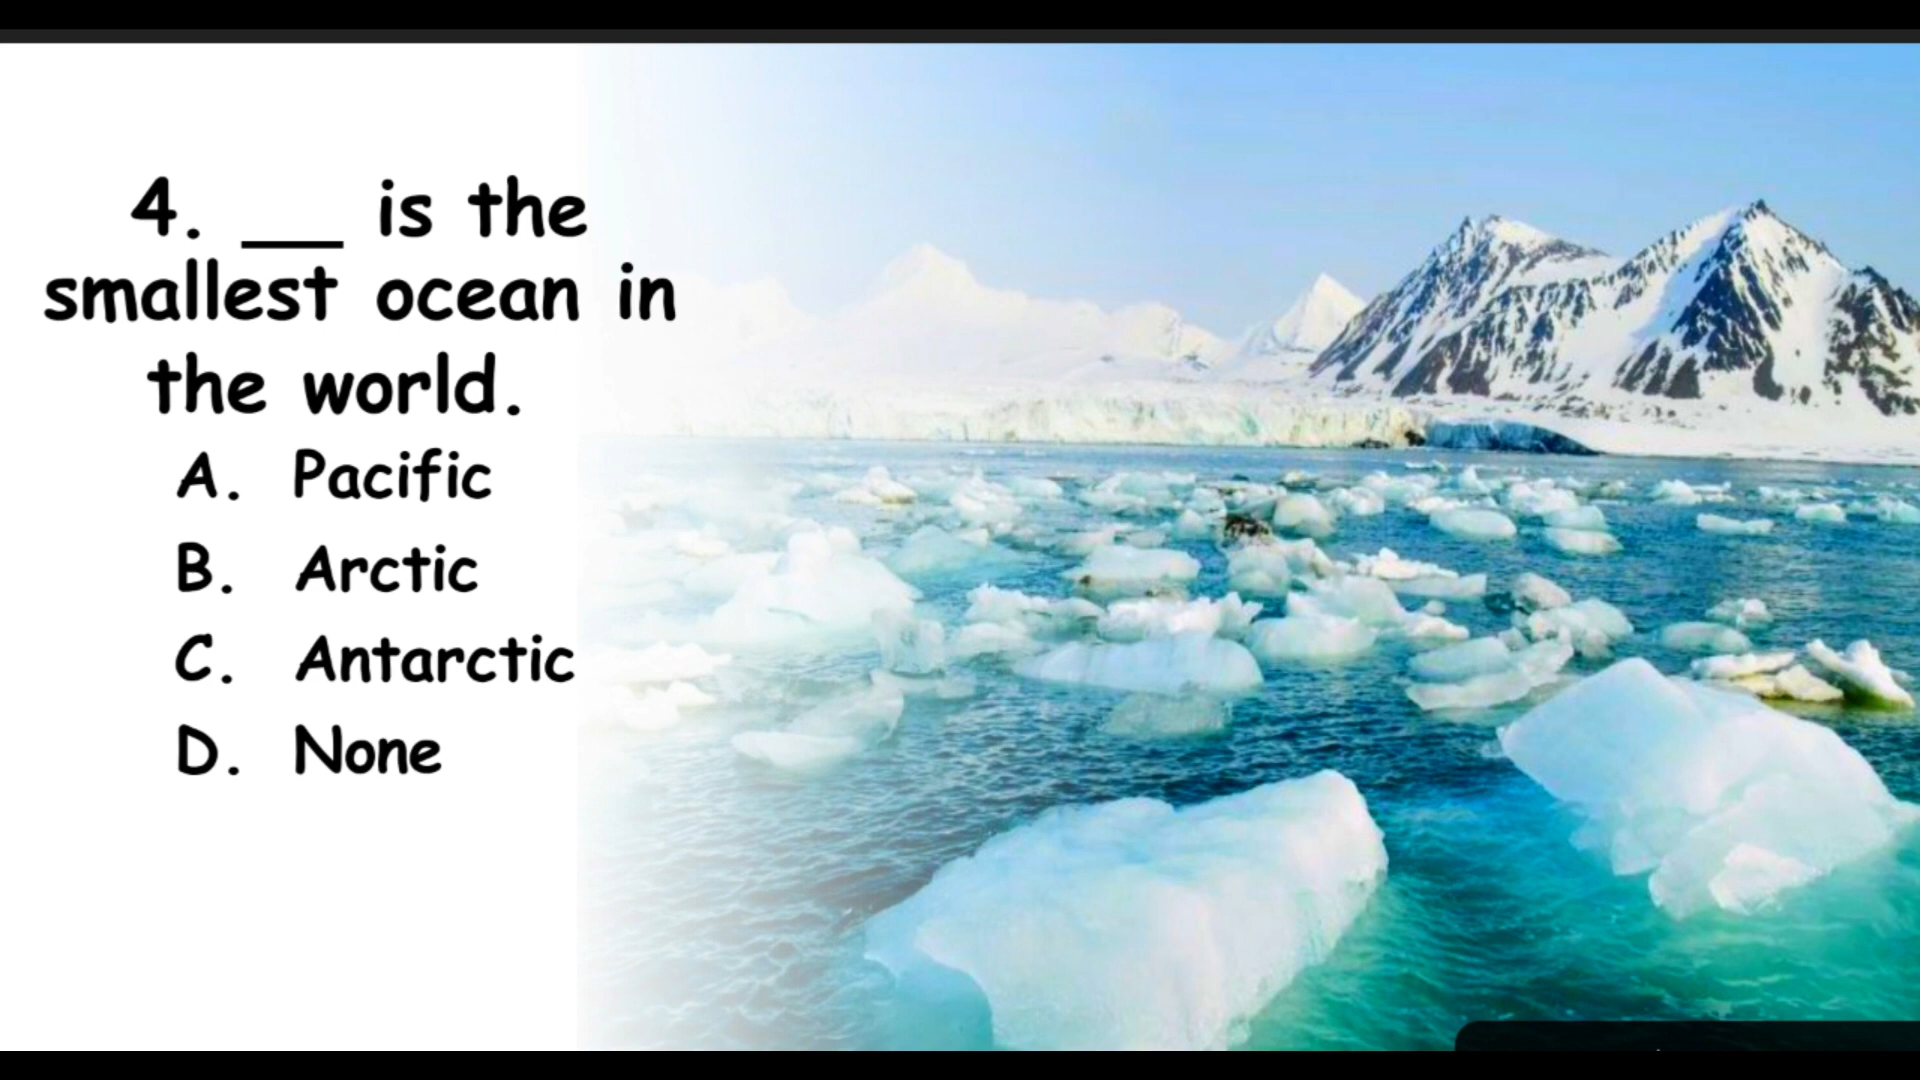 4. __ is the
smallest ocean in
the world.
A. Pacific
B. Arctic
C. Antarctic
D. None